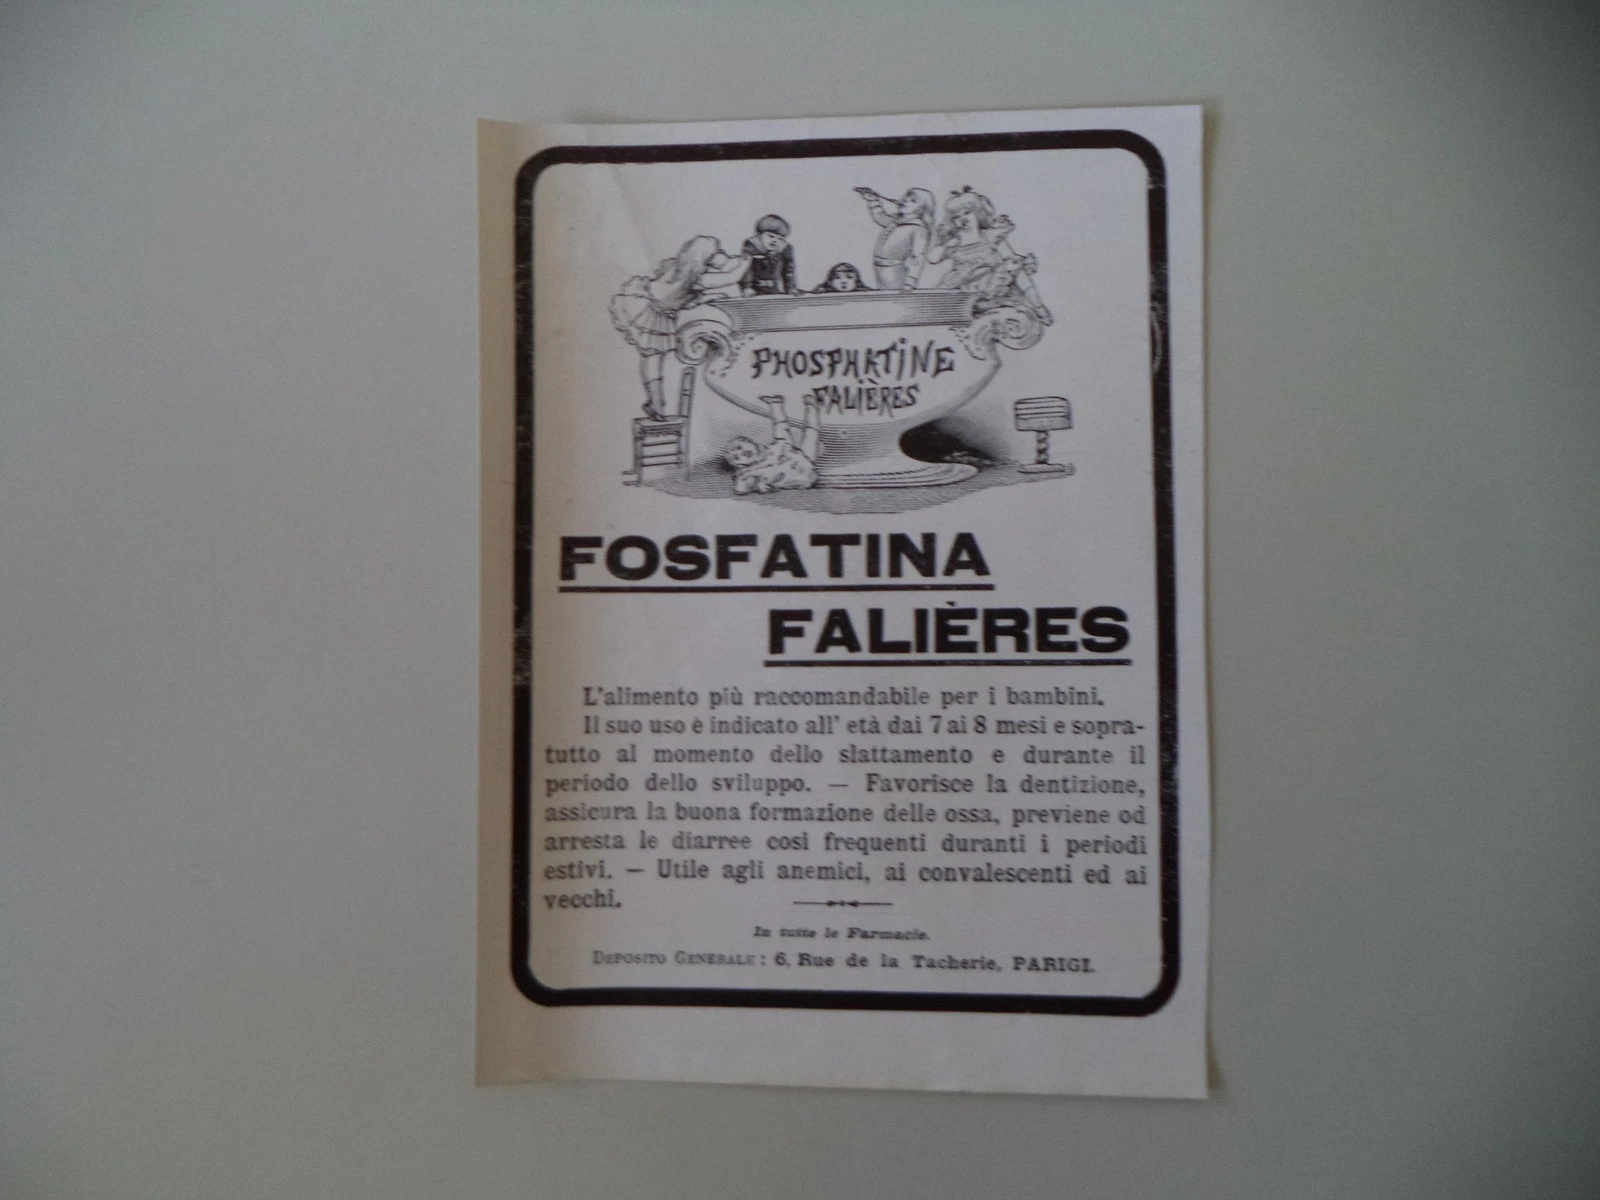 PHOSPHATINE
FALIÈRES
FOSFATINA
FALIÈRES
L'alimento più raccomandabile per i bambini.
Il suo uso è indicato all' età dai 7 ai 8 mesi e sopra-
tutto al momento dello slattamento e durante il
periodo dello sviluppo. — Favorisce la dentizione,
assicura la buona formazione delle ossa, previene od
arresta le diarree cosi frequenti duranti i periodi
estivi. — Utile agli anemici, ai convalescenti ed ai
vecchi.
In tutte le Farmacie.
DEPOSITO GENERALE : 6, Rue de la Tacherie, PARIGI.